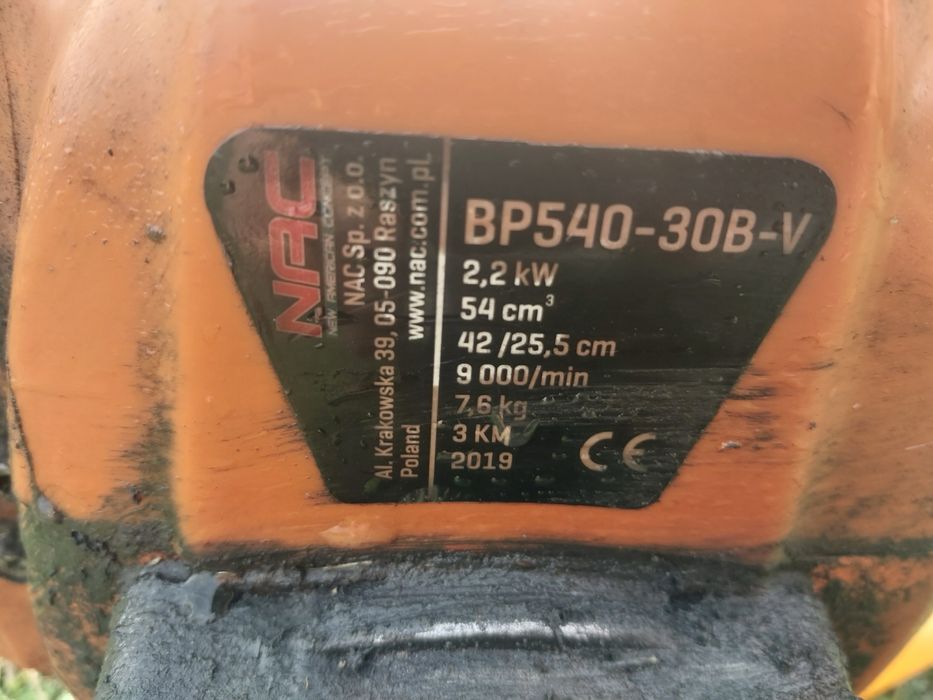 NAC
NEW AMERICAN CONCEPT
NAC Sp. z o.o.
Al. Krakowska 39, 05-090 Raszyn
Poland
www.nac.com.pl
BP540-30B-V
2,2 kW
54 cm³
42 /25,5 cm
9 000/min
7,6 kg
3 KM
2019
CE